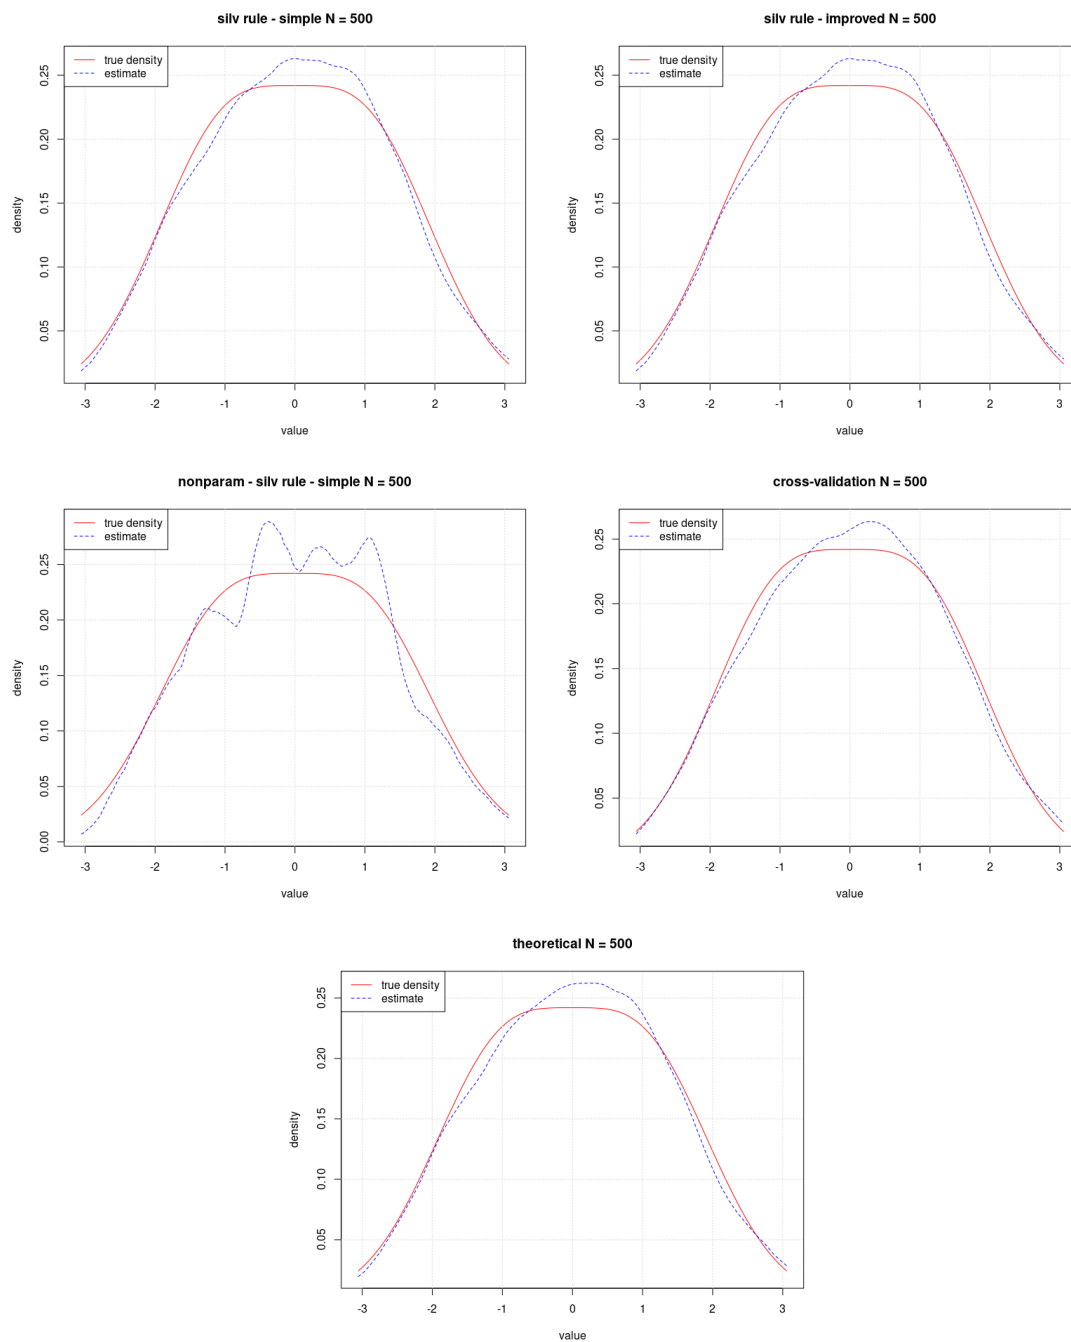 silv rule - simple N = 500
true density
estimate
density
0.05 0.10 0.15 0.20 0.25
-3 -2 -1 0 1 2 3
value
silv rule - improved N = 500
true density
estimate
density
0.05 0.10 0.15 0.20 0.25
-3 -2 -1 0 1 2 3
value
nonparam - silv rule - simple N = 500
true density
estimate
density
0.00 0.05 0.10 0.15 0.20 0.25
-3 -2 -1 0 1 2 3
value
cross-validation N = 500
true density
estimate
density
0.05 0.10 0.15 0.20 0.25
-3 -2 -1 0 1 2 3
value
theoretical N = 500
true density
estimate
density
0.05 0.10 0.15 0.20 0.25
-3 -2 -1 0 1 2 3
value